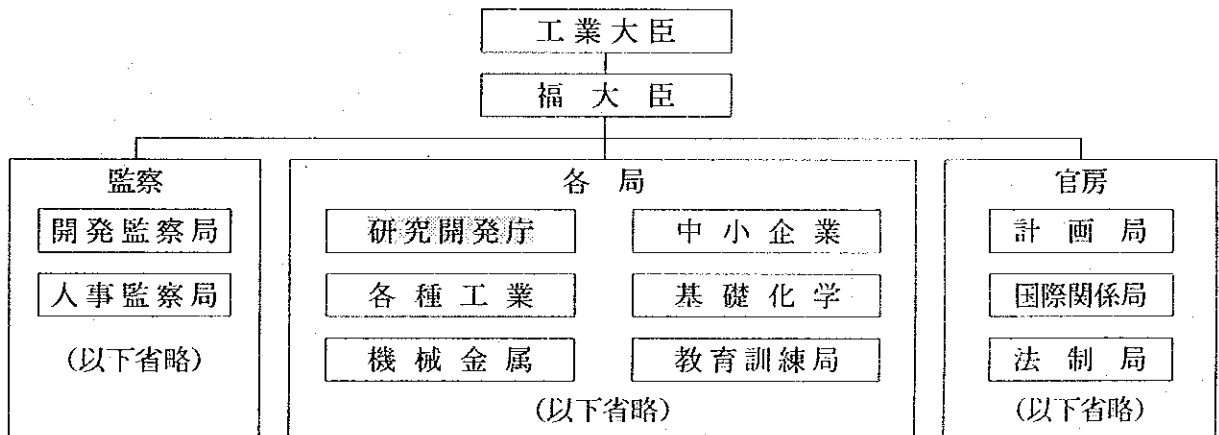 工業大臣
福大臣
監察
開発監察局
人事監察局
(以下省略)
各局
研究開発庁
中小企業
各種工業
基礎化学
機械金属
教育訓練局
(以下省略)
官房
計画局
国際関係局
法制局
(以下省略)